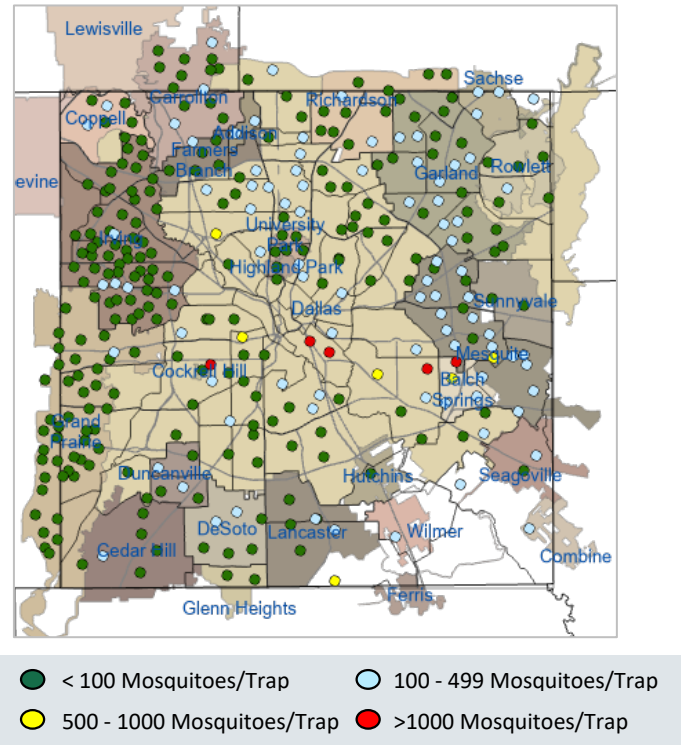 Lewisville
Sachse
Carrollton
Richardson
Coppell
Addison
Farmers
Branch
Garland
Rowlett
evine
University
Park
Irving
Highland Park
Sunnyvale
Dallas
Mesquite
Cockrell Hill
Balch
Springs
Grand
Prairie
Duncanville
Hutchins
Seagoville
DeSoto
Lancaster
Wilmer
Cedar Hill
Combine
Ferris
Glenn Heights
< 100 Mosquitoes/Trap
100 - 499 Mosquitoes/Trap
500 - 1000 Mosquitoes/Trap
>1000 Mosquitoes/Trap